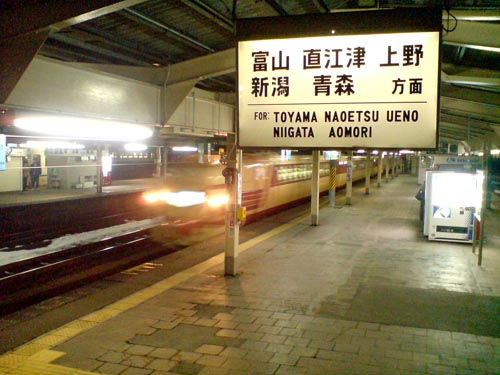 富山 直江津 上野
新潟 青森 方面
FOR: TOYAMA NAOETSU UENO
NIIGATA AOMORI